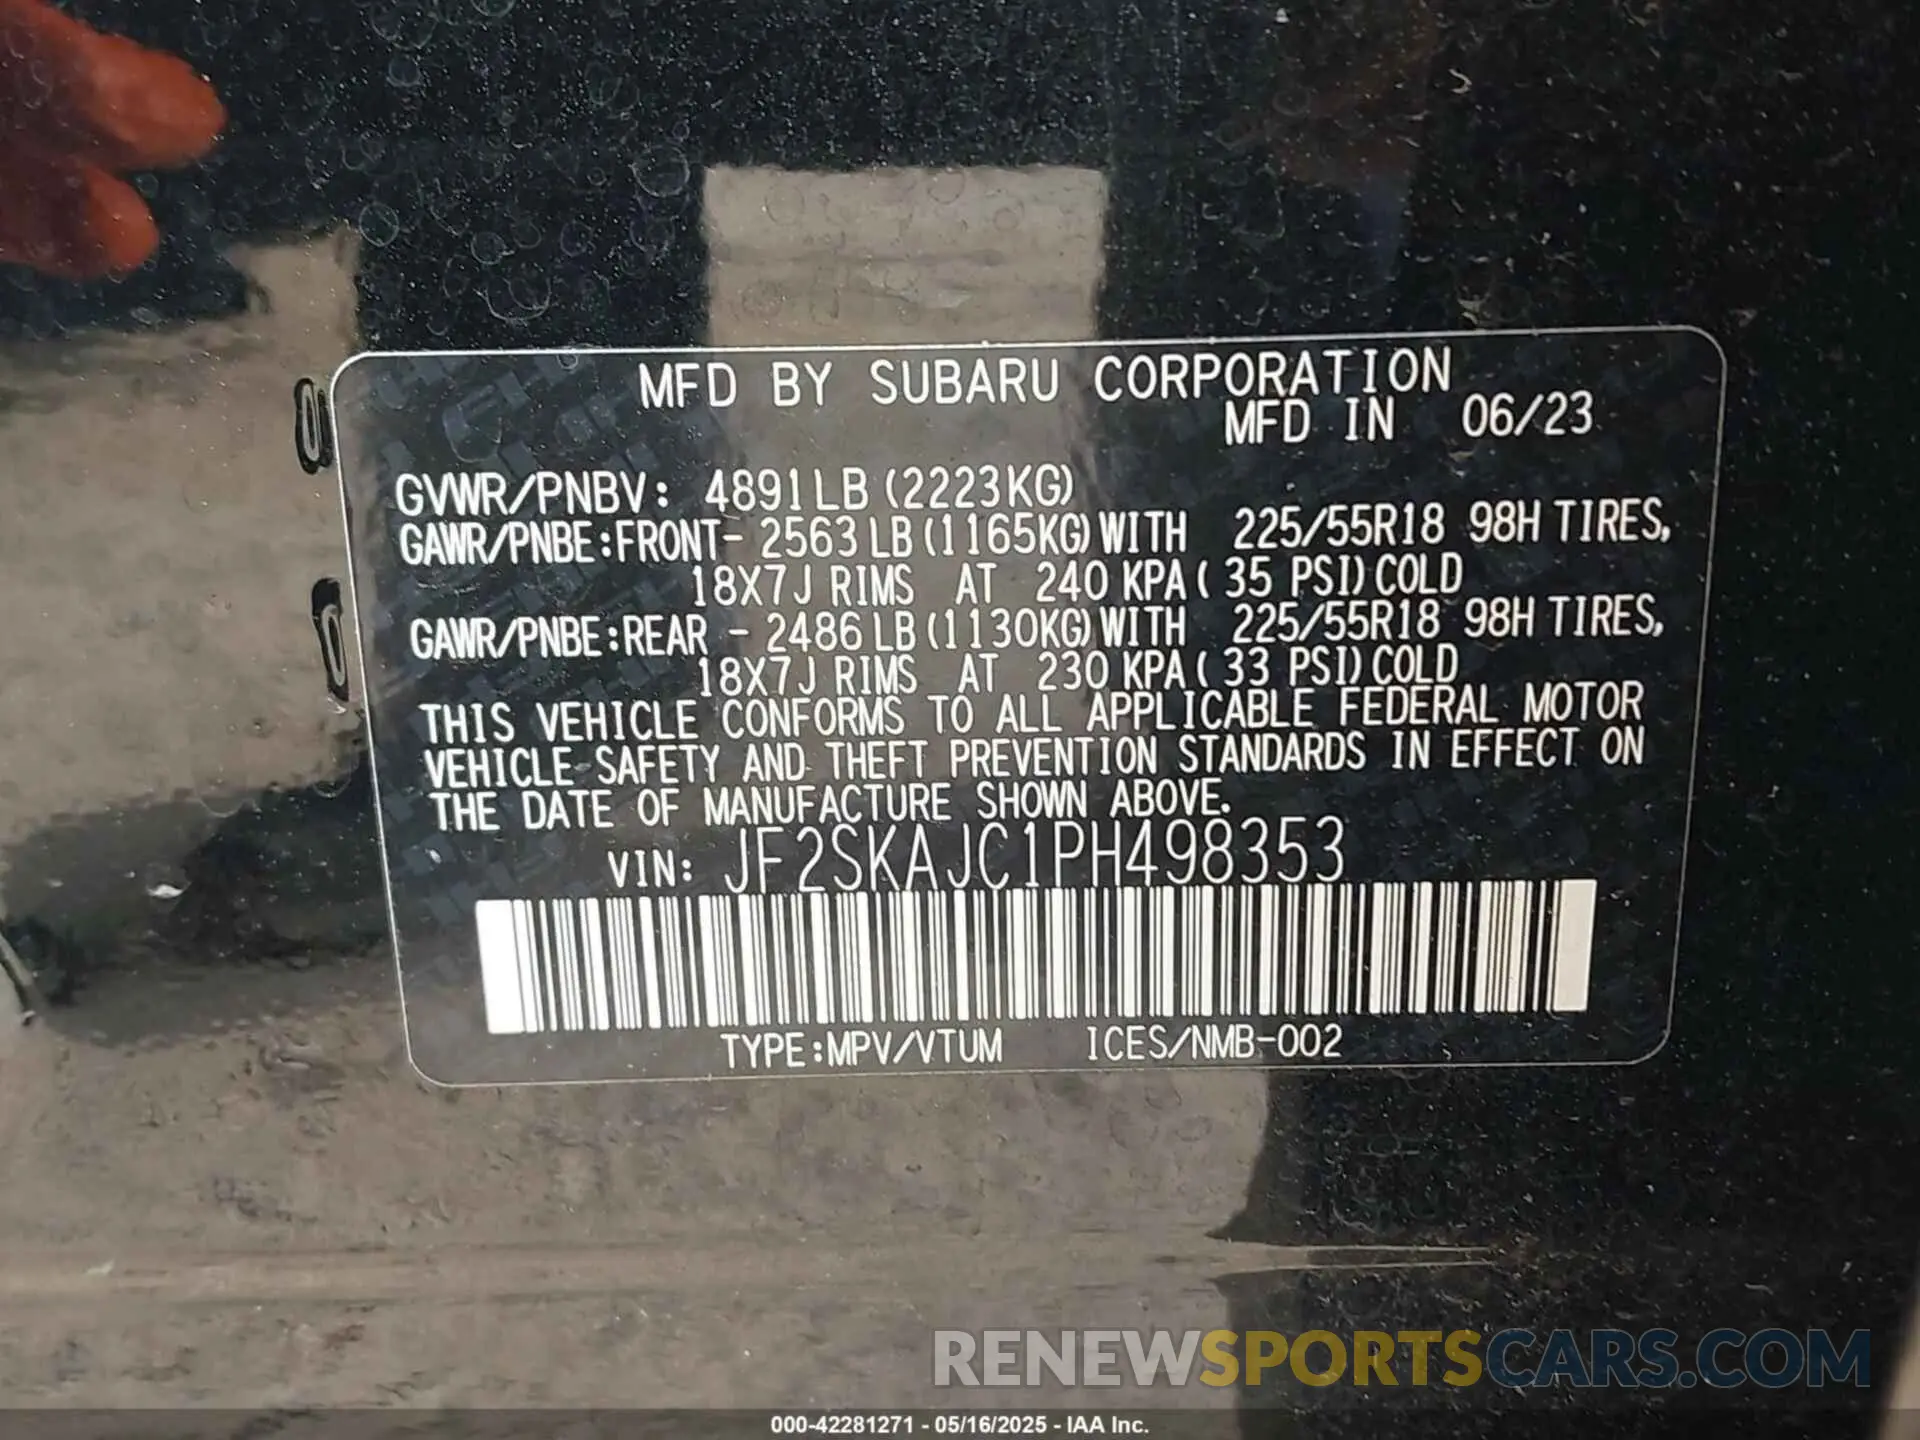 MFD BY SUBARU CORPORATION
MFD IN 06/23
GVWR/PNBV: 4891LB (2223KG)
GAWR/PNBE:FRONT- 2563 LB (1165KG) WITH 225/55R18 98H TIRES,
18X7J RIMS AT 240 KPA ( 35 PSI) COLD
GAWR/PNBE:REAR - 2486 LB (1130KG) WITH 225/55R18 98H TIRES,
18X7J RIMS AT 230 KPA ( 33 PSI) COLD
THIS VEHICLE CONFORMS TO ALL APPLICABLE FEDERAL MOTOR
VEHICLE SAFETY AND THEFT PREVENTION STANDARDS IN EFFECT ON
THE DATE OF MANUFACTURE SHOWN ABOVE.
VIN: JF2SKAJC1PH498353
TYPE:MPV/VTUM ICES/NMB-002
RENEWSPORTSCARS.COM
000-42281271 - 05/16/2025 - IAA Inc.